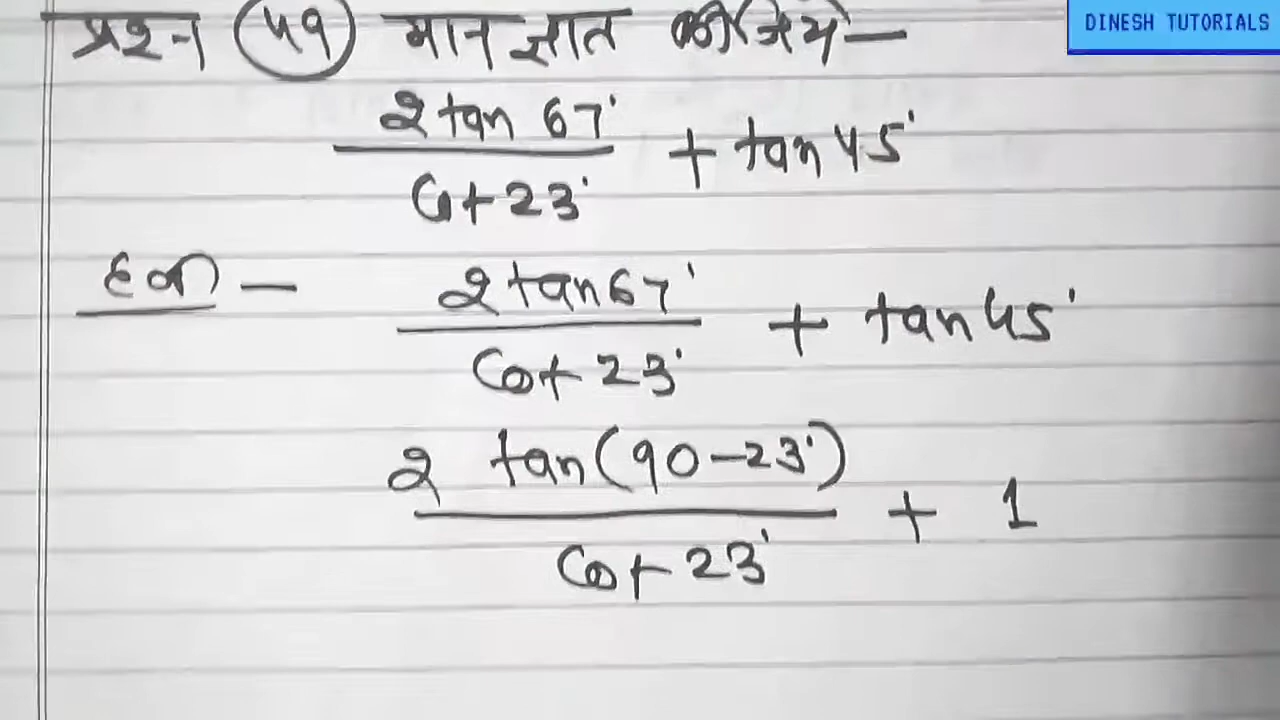 DINESH TUTORIALS
प्रश्न (49) मान ज्ञात कीजिये —
2 tan 67°
+ tan 45°
Cot 23°
हल —
2 tan 67°
+ tan 45°
Cot 23°
2 tan (90 - 23°)
+ 1
Cot 23°